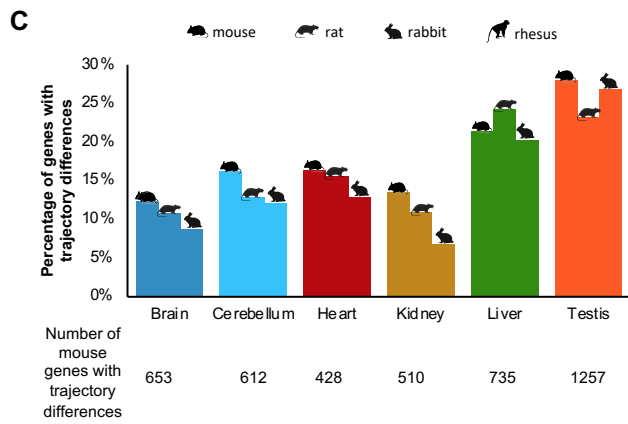 C
mouse rat rabbit rhesus
Percentage of genes with
trajectory differences
30%
25%
20%
15%
10%
5%
0%
Brain Cerebellum Heart Kidney Liver Testis
Number of
mouse
genes with
trajectory
differences
653 612 428 510 735 1257